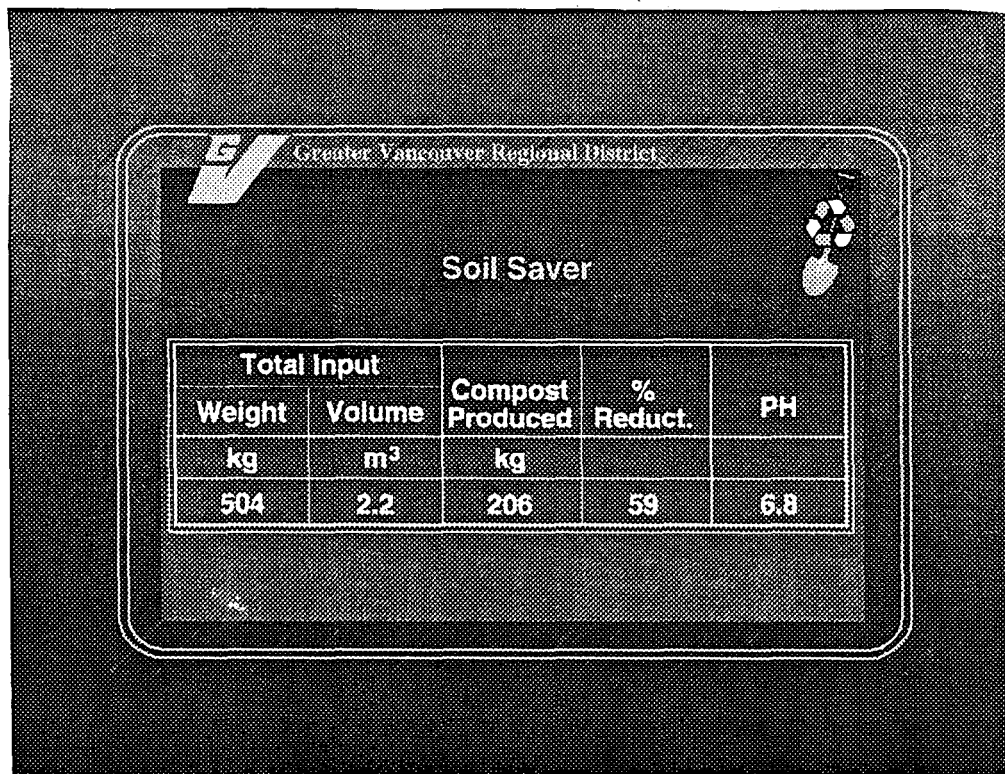 G
Greater Vancouver Regional District
Soil Saver
Total Input
Weight Volume Compost Produced % Reduct. PH
kg m³ kg
504 2.2 206 59 6.8